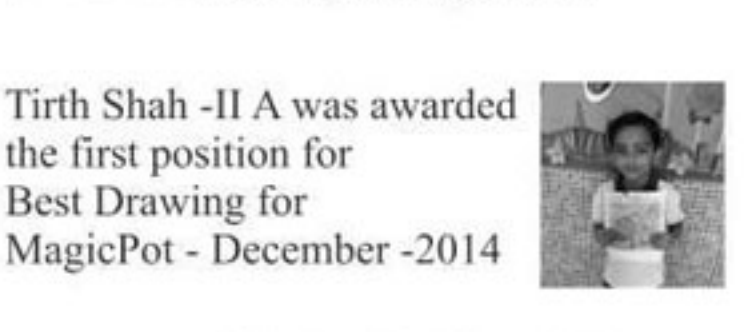 Tirth Shah -II A was awarded
the first position for
Best Drawing for
MagicPot - December -2014